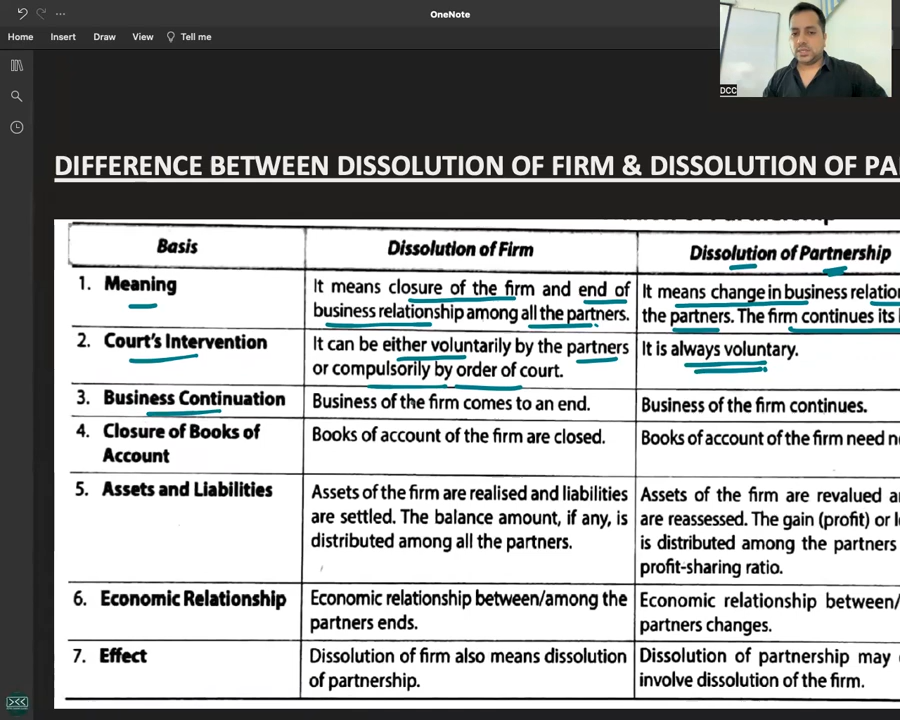 OneNote
Home Insert Draw View Tell me
DCC
DIFFERENCE BETWEEN DISSOLUTION OF FIRM & DISSOLUTION OF PA
Basis Dissolution of Firm Dissolution of Partnership
1. Meaning It means closure of the firm and end of It means change in business relatio
business relationship among all the partners. the partners. The firm continues its
2. Court's Intervention It can be either voluntarily by the partners It is always voluntary.
or compulsorily by order of court.
3. Business Continuation Business of the firm comes to an end. Business of the firm continues.
4. Closure of Books of Books of account of the firm are closed. Books of account of the firm need n
Account
5. Assets and Liabilities Assets of the firm are realised and liabilities Assets of the firm are revalued a
are settled. The balance amount, if any, is are reassessed. The gain (profit) or l
distributed among all the partners. is distributed among the partners
profit-sharing ratio.
6. Economic Relationship Economic relationship between/among the Economic relationship between/
partners ends. partners changes.
7. Effect Dissolution of firm also means dissolution Dissolution of partnership may
of partnership. involve dissolution of the firm.